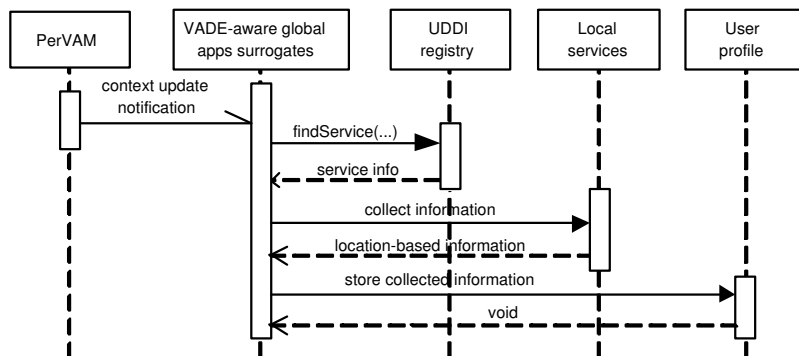 PerVAM
VADE-aware global
apps surrogates
UDDI
registry
Local
services
User
profile
context update
notification
findService(...)
service info
collect information
location-based information
store collected information
void